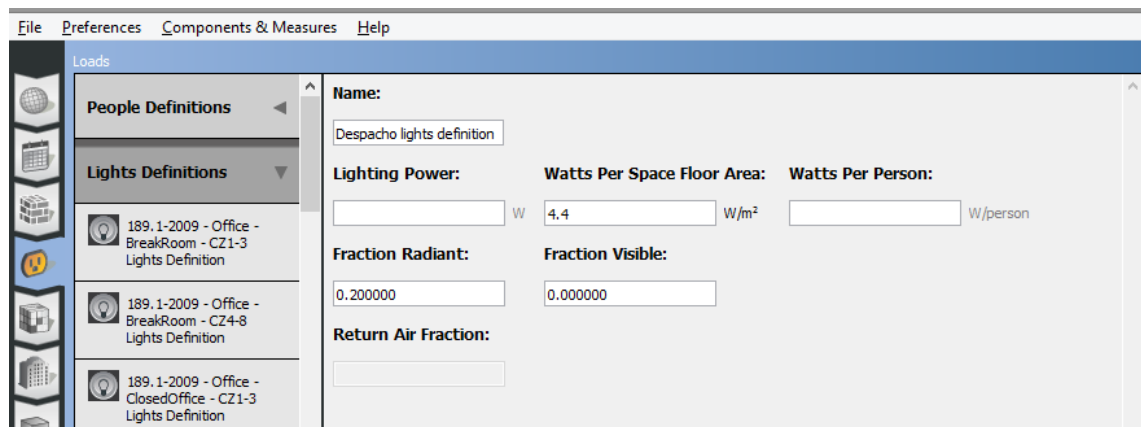 File Preferences Components & Measures Help
Loads
People Definitions
Lights Definitions
189.1-2009 - Office -
BreakRoom - CZ1-3
Lights Definition
189.1-2009 - Office -
BreakRoom - CZ4-8
Lights Definition
189.1-2009 - Office -
ClosedOffice - CZ1-3
Lights Definition
Name:
Despacho lights definition
Lighting Power: Watts Per Space Floor Area: Watts Per Person:
W 4.4 W/m² W/person
Fraction Radiant: Fraction Visible:
0.200000 0.000000
Return Air Fraction: